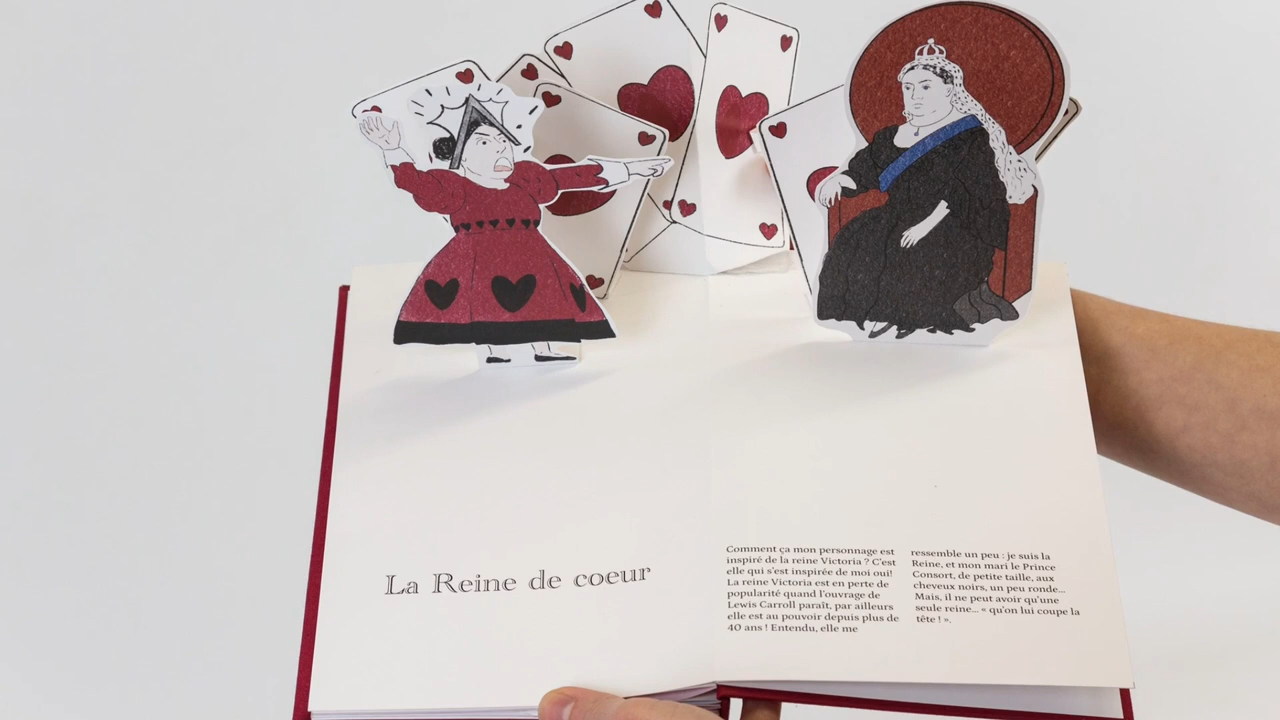 La Reine de coeur
Comment ça mon personnage est
inspiré de la reine Victoria ? C'est
elle qui s'est inspirée de moi oui!
La reine Victoria est en perte de
popularité quand l'ouvrage de
Lewis Carroll paraît, par ailleurs
elle est au pouvoir depuis plus de
40 ans ! Entendu, elle me
ressemble un peu : je suis la
Reine, et mon mari le Prince
Consort, de petite taille, aux
cheveux noirs, un peu ronde...
Mais, il ne peut avoir qu'une
seule reine... « qu'on lui coupe la
tête ! ».